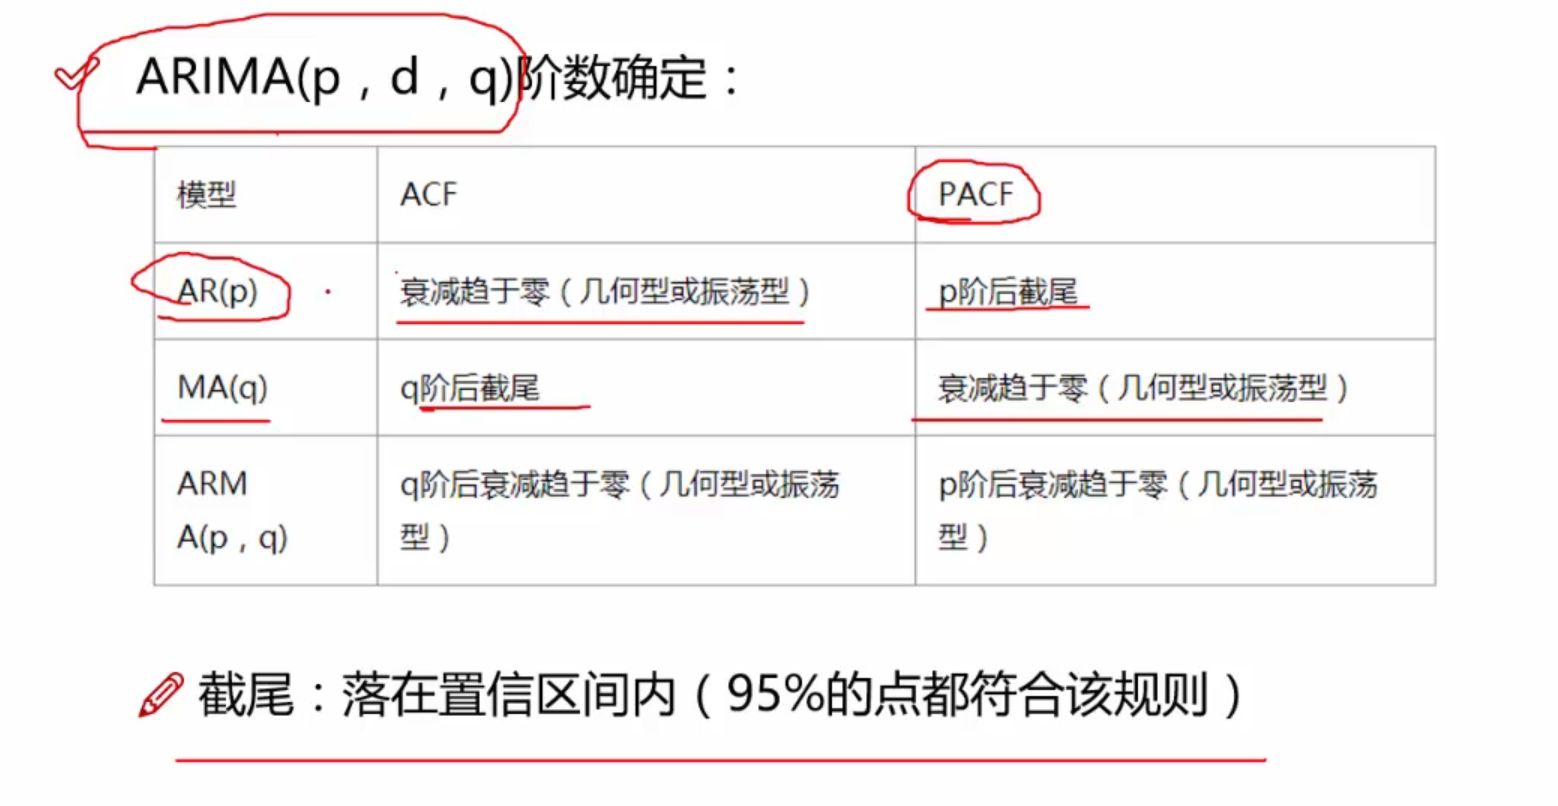 ARIMA(p，d，q)阶数确定：
模型 ACF PACF
AR(p) 衰减趋于零（几何型或振荡型） p阶后截尾
MA(q) q阶后截尾 衰减趋于零（几何型或振荡型）
ARM q阶后衰减趋于零（几何型或振荡 p阶后衰减趋于零（几何型或振荡
A(p，q) 型） 型）
截尾：落在置信区间内（95%的点都符合该规则）